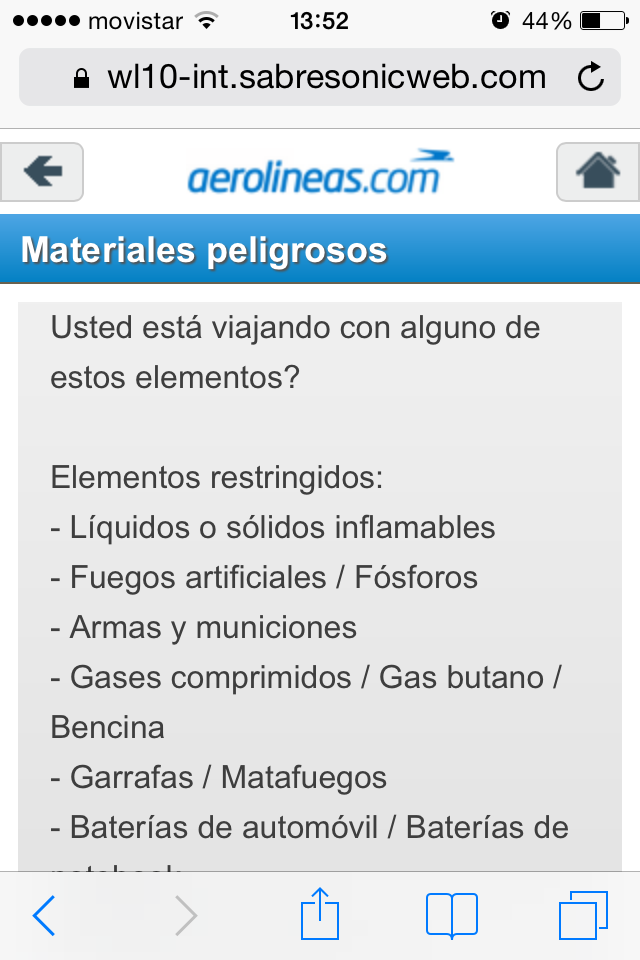 movistar 13:52 44%
wl10-int.sabresonicweb.com
aerolineas.com
Materiales peligrosos
Usted está viajando con alguno de
estos elementos?
Elementos restringidos:
- Líquidos o sólidos inflamables
- Fuegos artificiales / Fósforos
- Armas y municiones
- Gases comprimidos / Gas butano /
Bencina
- Garrafas / Matafuegos
- Baterías de automóvil / Baterías de